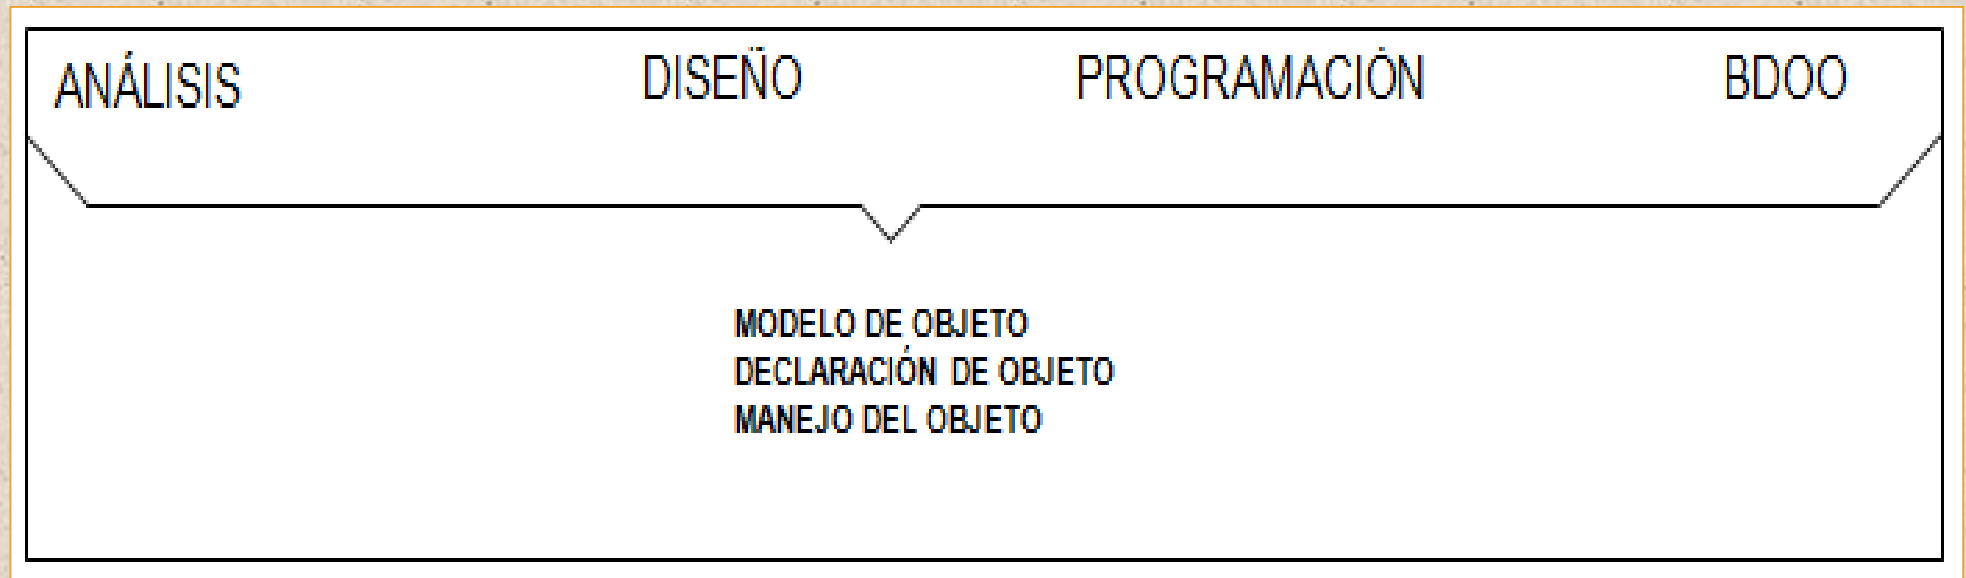 ANÁLISIS DISEÑO PROGRAMACIÓN BDOO
MODELO DE OBJETO
DECLARACIÓN DE OBJETO
MANEJO DEL OBJETO